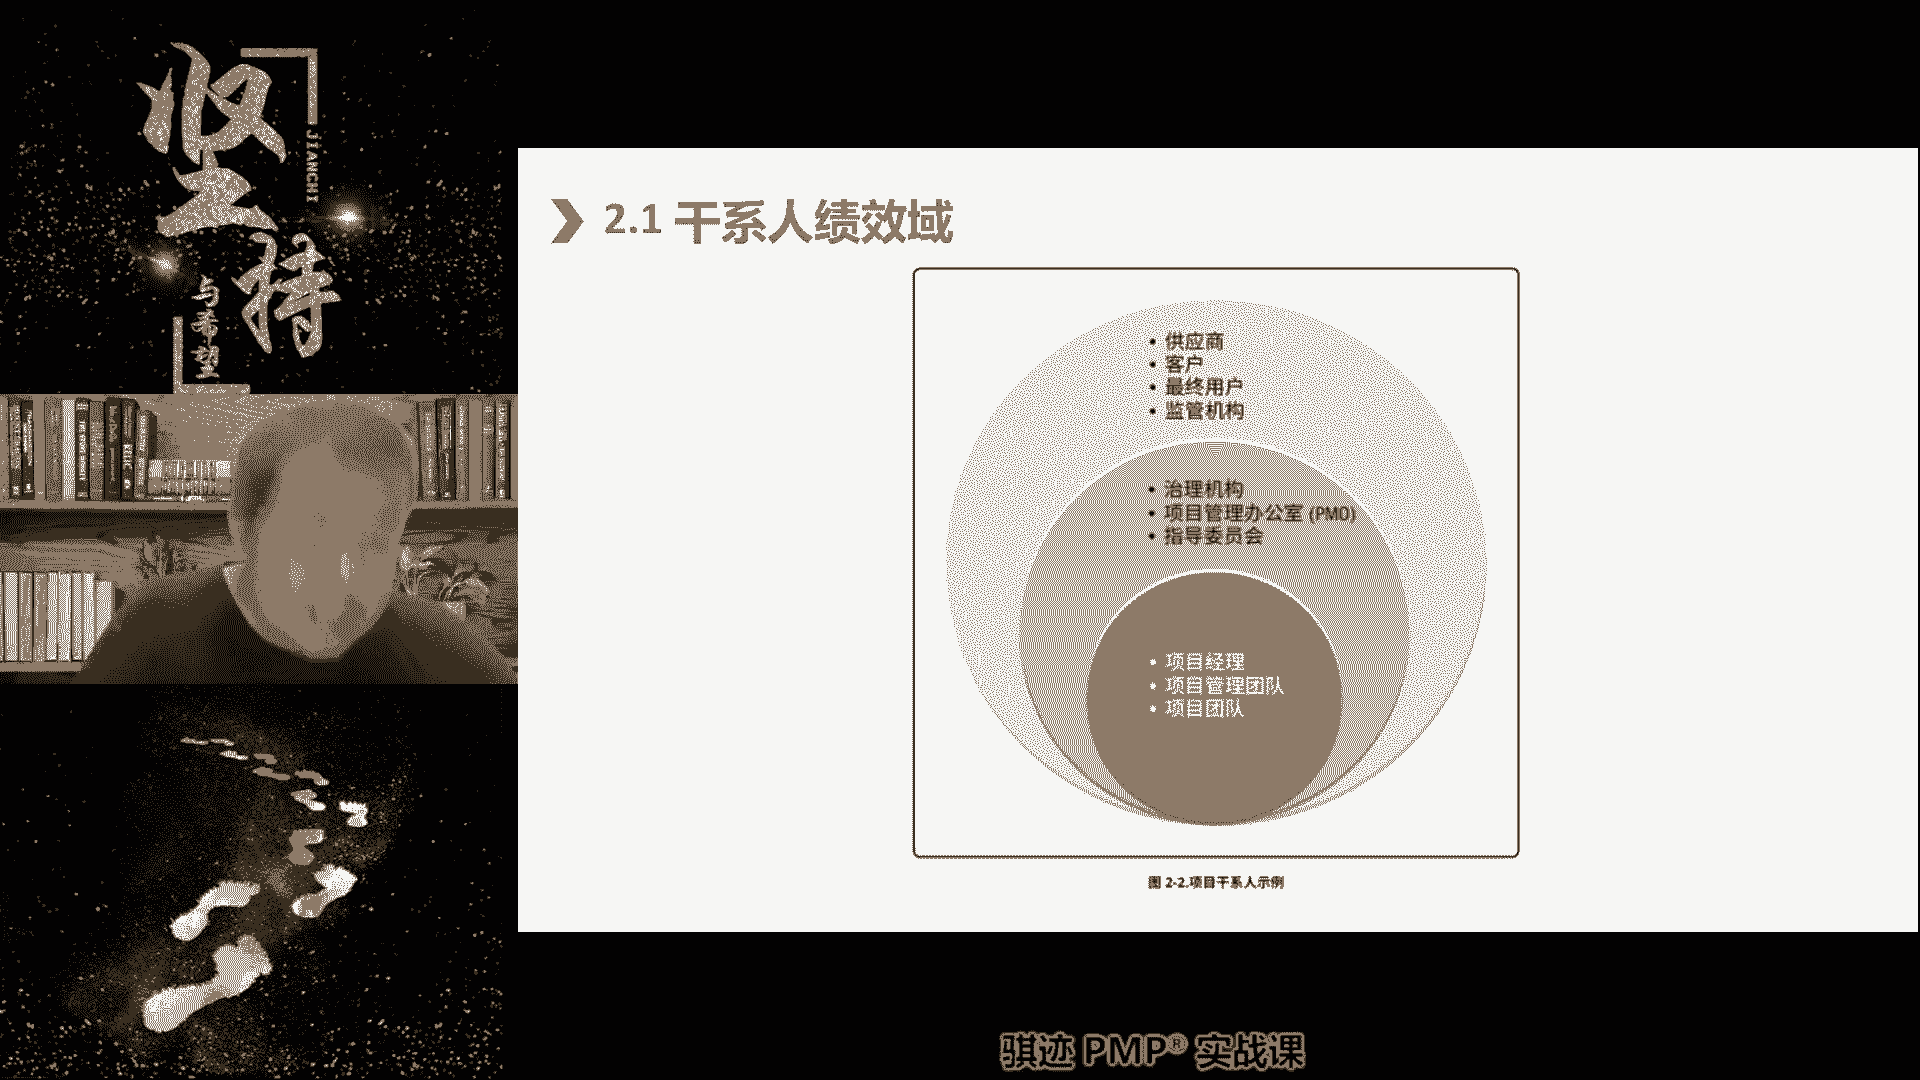 坚持
JIANCHI
与希望
2.1 干系人绩效域
• 供应商
• 客户
• 最终用户
• 监管机构
• 治理机构
• 项目管理办公室 (PMO)
• 指导委员会
• 项目经理
• 项目管理团队
• 项目团队
图 2-2.项目干系人示例
骐迹 PMP® 实战课